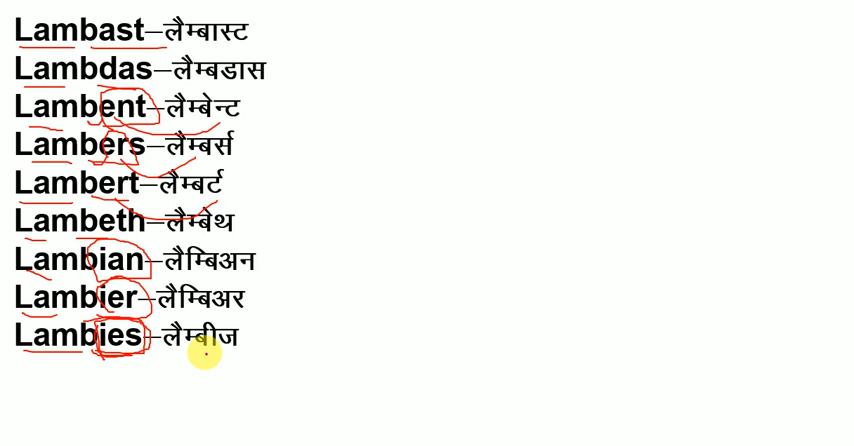 Lambast–लैम्बास्ट
Lambdas–लैम्बडास
Lambent–लैम्बेन्ट
Lambers–लैम्बर्स
Lambert–लैम्बर्ट
Lambeth–लैम्बेथ
Lambian–लैम्बिअन
Lambier–लैम्बिअर
Lambies–लैम्बीज